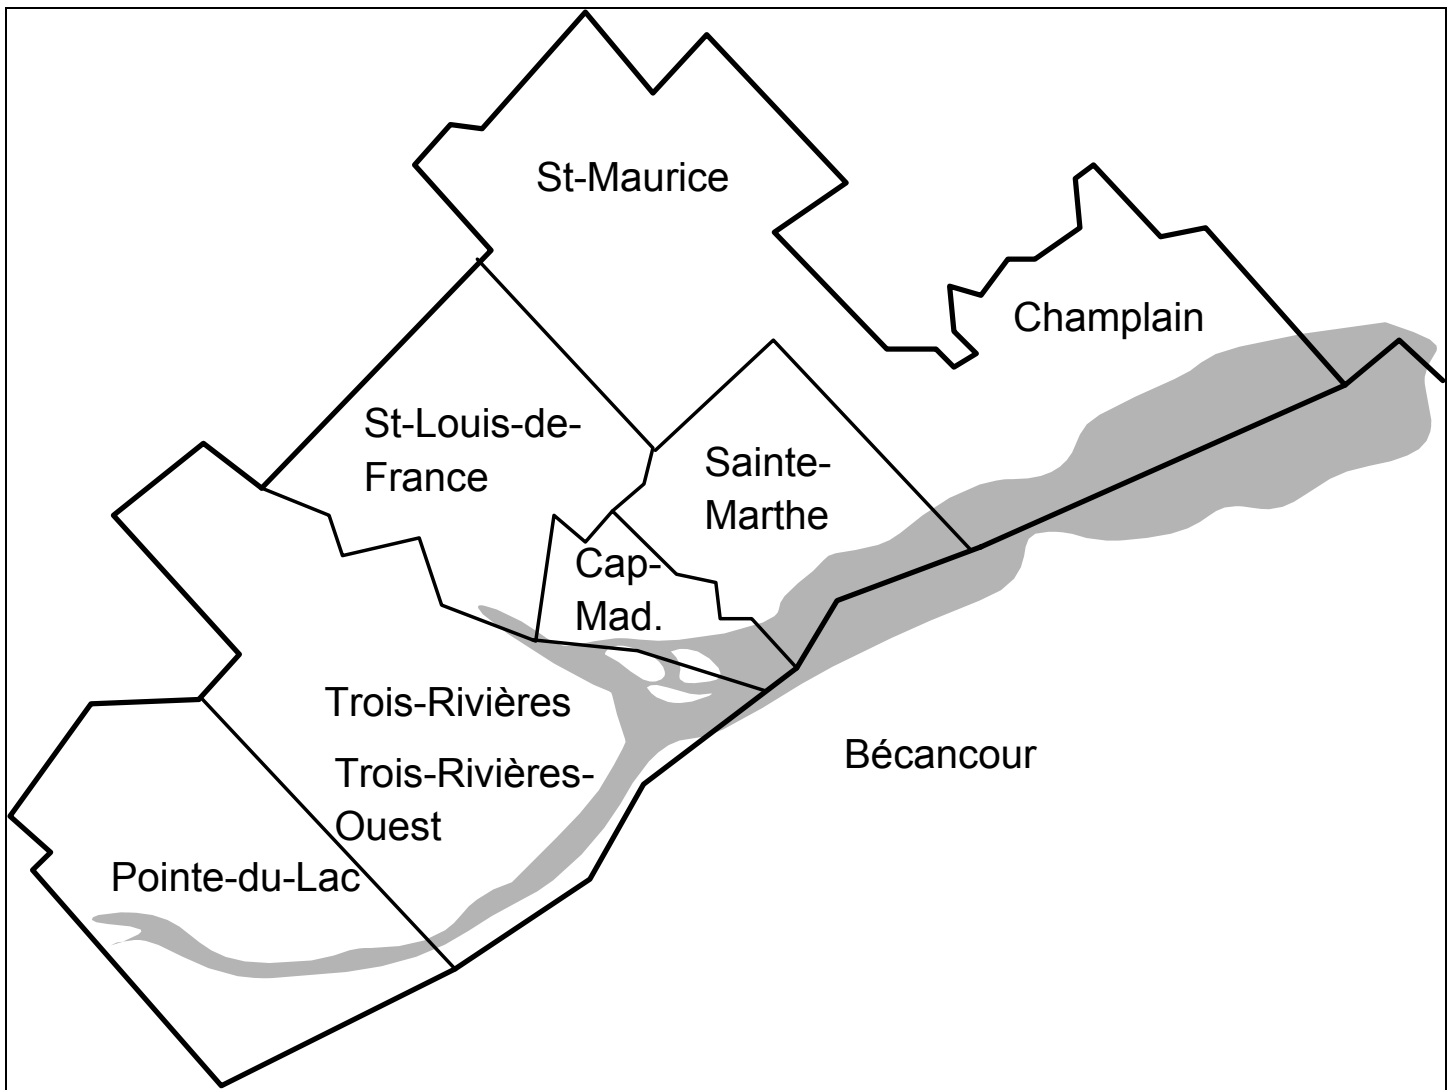 St-Maurice
Champlain
St-Louis-de-
France
Sainte-
Marthe
Cap-
Mad.
Trois-Rivières
Bécancour
Trois-Rivières-
Ouest
Pointe-du-Lac